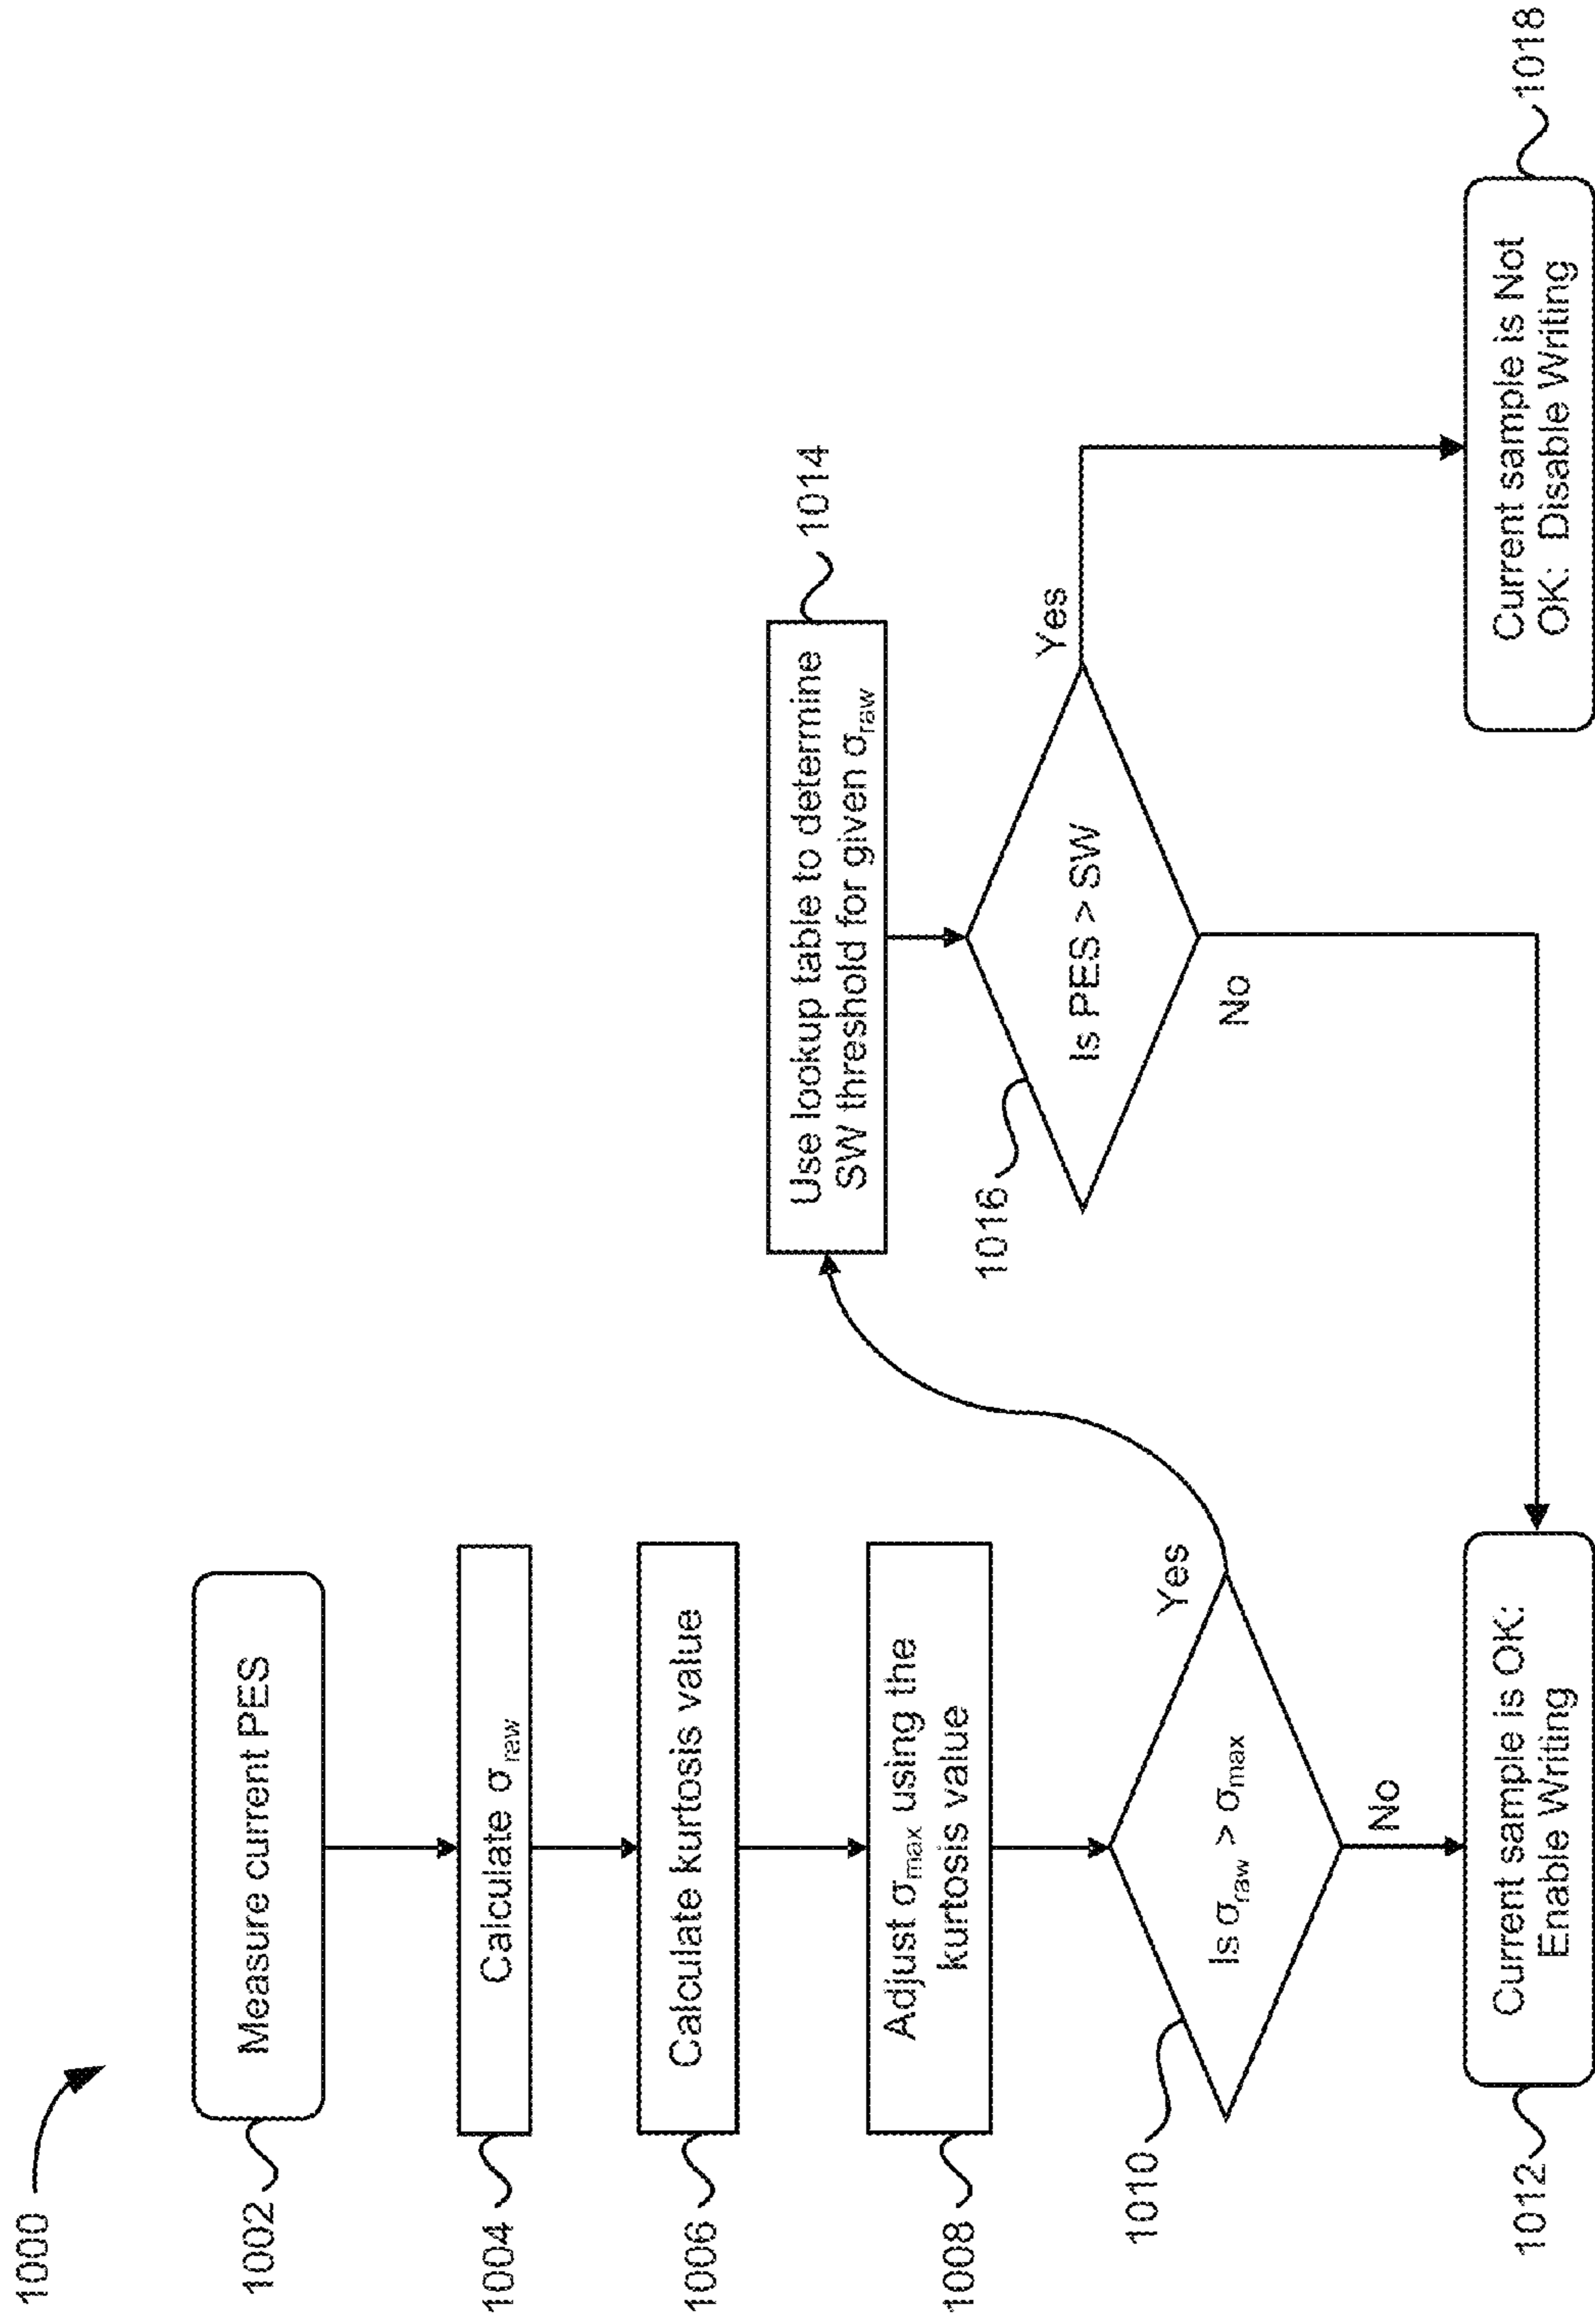 1000
1002
Measure current PES
1004
Calculate σraw
1006
Calculate kurtosis value
1008
Adjust σmax using the
kurtosis value
1010
Is σraw > σmax
Yes
No
1012
Current sample is OK:
Enable Writing
1014
Use lookup table to determine
SW threshold for given σraw
1016
Is PES > SW
Yes
No
1018
Current sample is Not
OK: Disable Writing